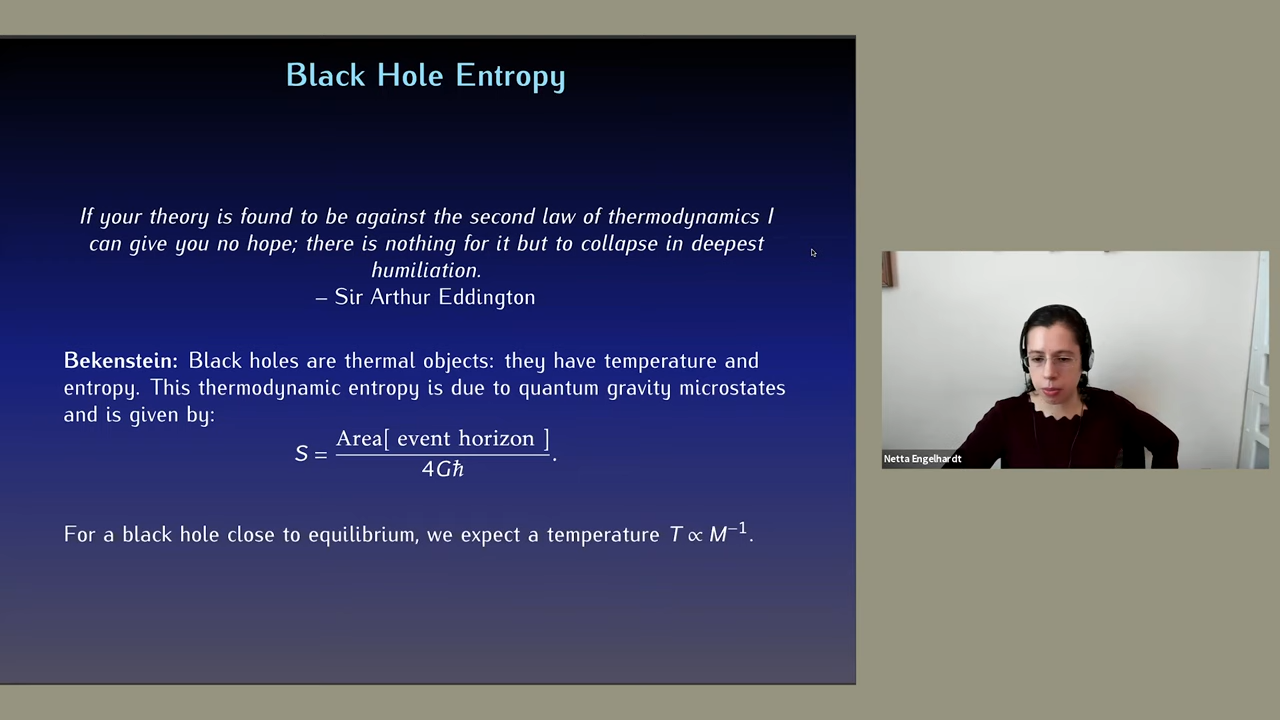 Black Hole Entropy
If your theory is found to be against the second law of thermodynamics I
can give you no hope; there is nothing for it but to collapse in deepest
humiliation.
– Sir Arthur Eddington
Bekenstein: Black holes are thermal objects: they have temperature and
entropy. This thermodynamic entropy is due to quantum gravity microstates
and is given by:
S = Area[ event horizon ] / 4Għ.
For a black hole close to equilibrium, we expect a temperature T ∝ M⁻¹.
Netta Engelhardt